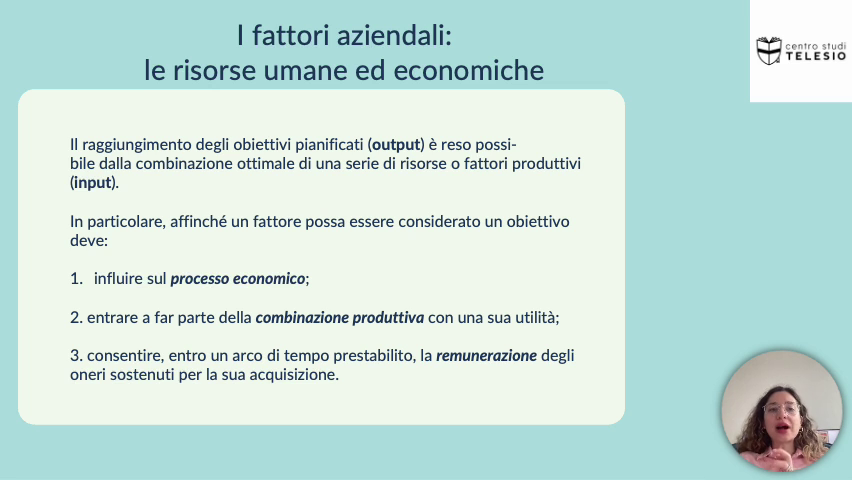 I fattori aziendali:
le risorse umane ed economiche
centro studi
TELESIO
Il raggiungimento degli obiettivi pianificati (output) è reso possi-
bile dalla combinazione ottimale di una serie di risorse o fattori produttivi
(input).
In particolare, affinché un fattore possa essere considerato un obiettivo
deve:
1. influire sul processo economico;
2. entrare a far parte della combinazione produttiva con una sua utilità;
3. consentire, entro un arco di tempo prestabilito, la remunerazione degli
oneri sostenuti per la sua acquisizione.